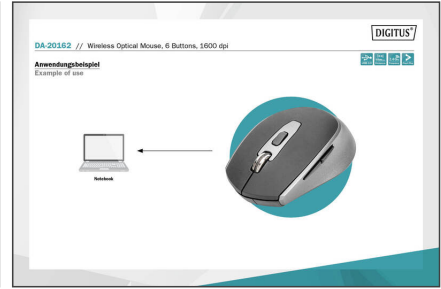 DIGITUS®
DA-20162 // Wireless Optical Mouse, 6 Buttons, 1600 dpi
Anwendungsbeispiel
Example of use
Notebook